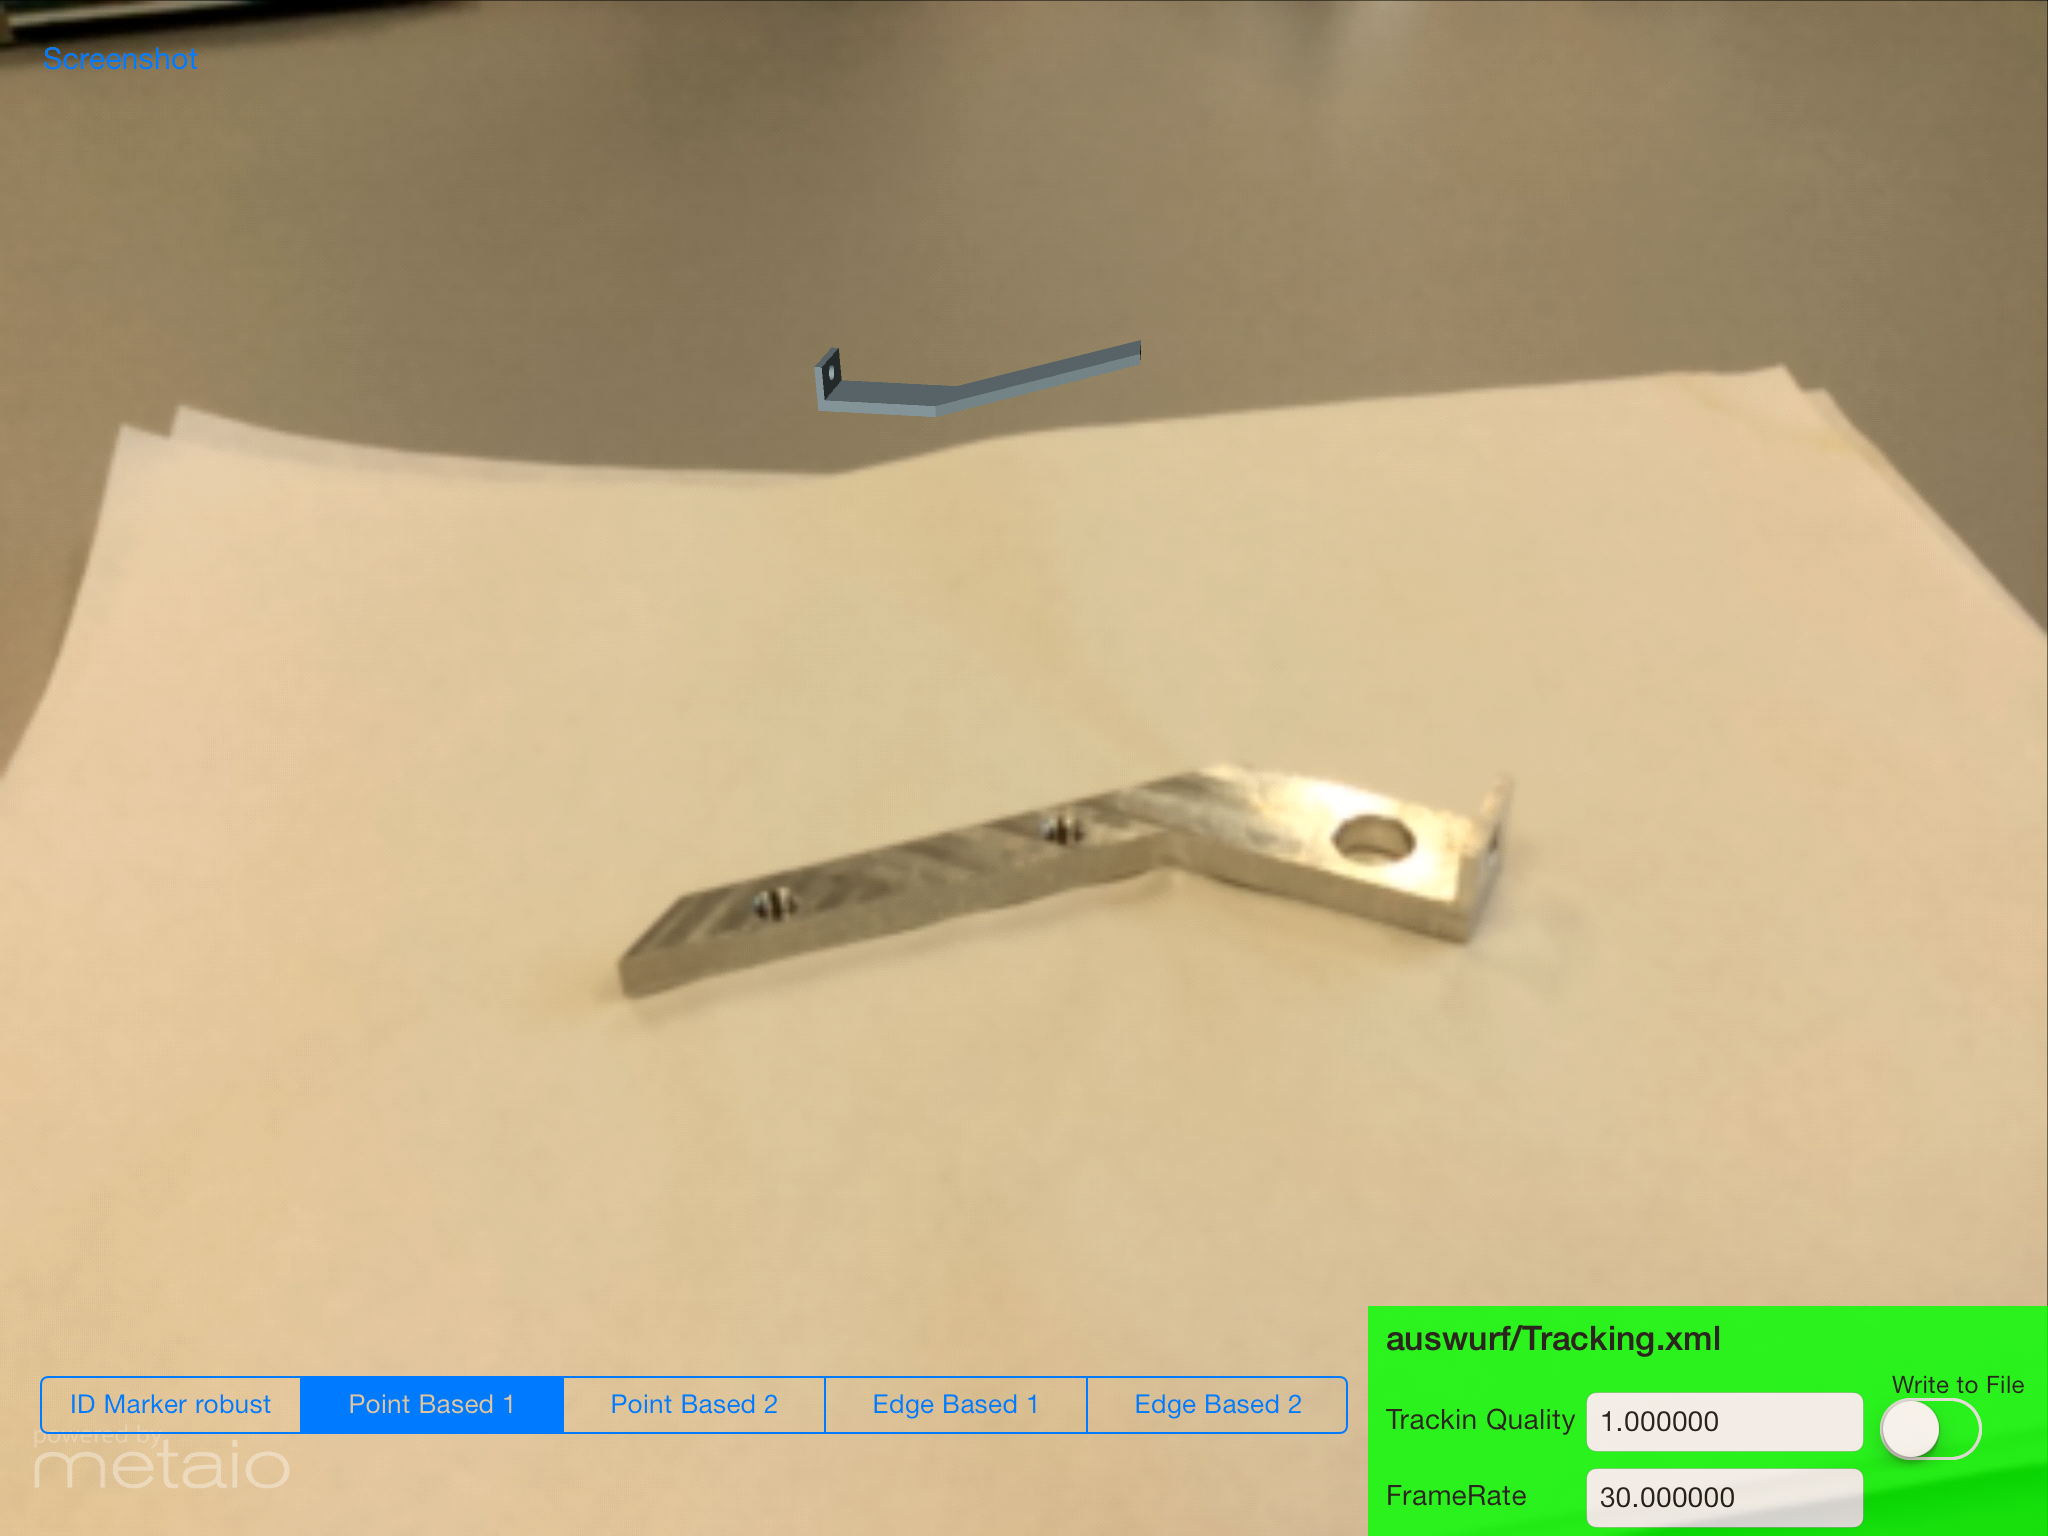 Screenshot
auswurf/Tracking.xml
Write to File
ID Marker robust
Point Based 1
Point Based 2
Edge Based 1
Edge Based 2
Trackin Quality
1.000000
powered by
metaio
FrameRate
30.000000